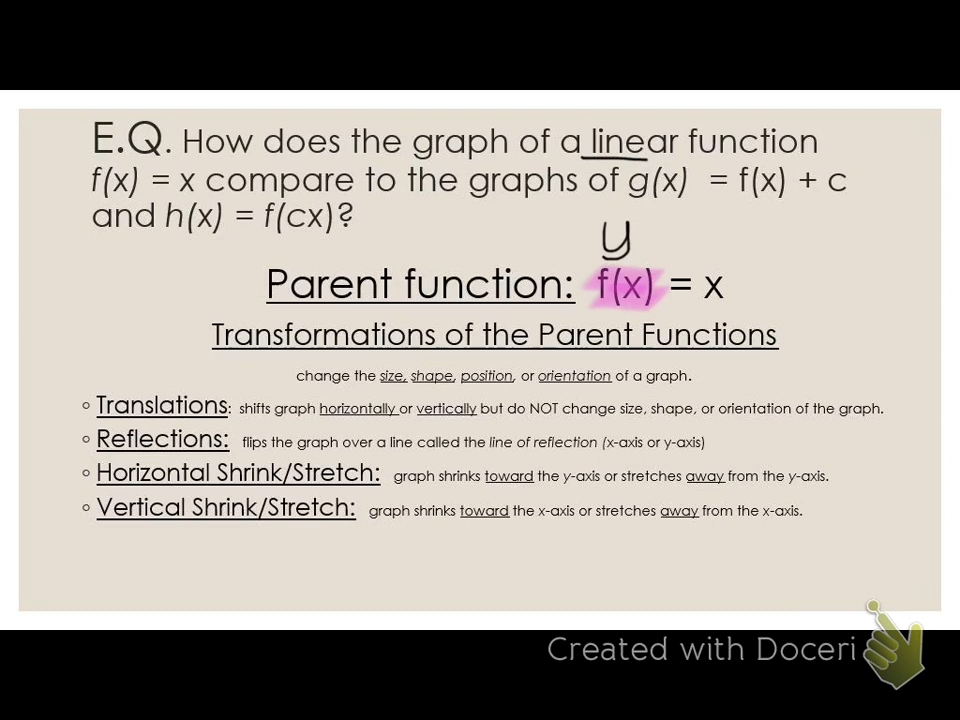 E.Q. How does the graph of a linear function
f(x) = x compare to the graphs of g(x) = f(x) + c
and h(x) = f(cx)?
y
Parent function: f(x) = x
Transformations of the Parent Functions
change the size, shape, position, or orientation of a graph.
◦ Translations: shifts graph horizontally or vertically but do NOT change size, shape, or orientation of the graph.
◦ Reflections: flips the graph over a line called the line of reflection (x-axis or y-axis)
◦ Horizontal Shrink/Stretch: graph shrinks toward the y-axis or stretches away from the y-axis.
◦ Vertical Shrink/Stretch: graph shrinks toward the x-axis or stretches away from the x-axis.
Created with Doceri